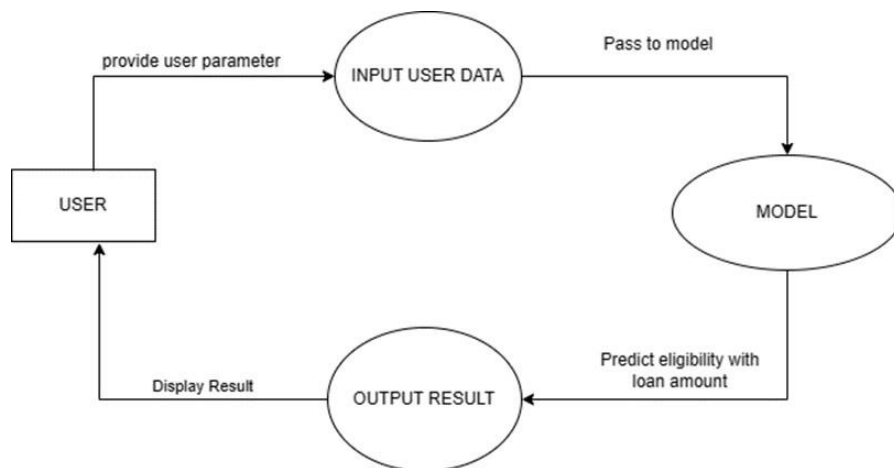 provide user parameter
INPUT USER DATA
Pass to model
USER
MODEL
Predict eligibility with
loan amount
OUTPUT RESULT
Display Result